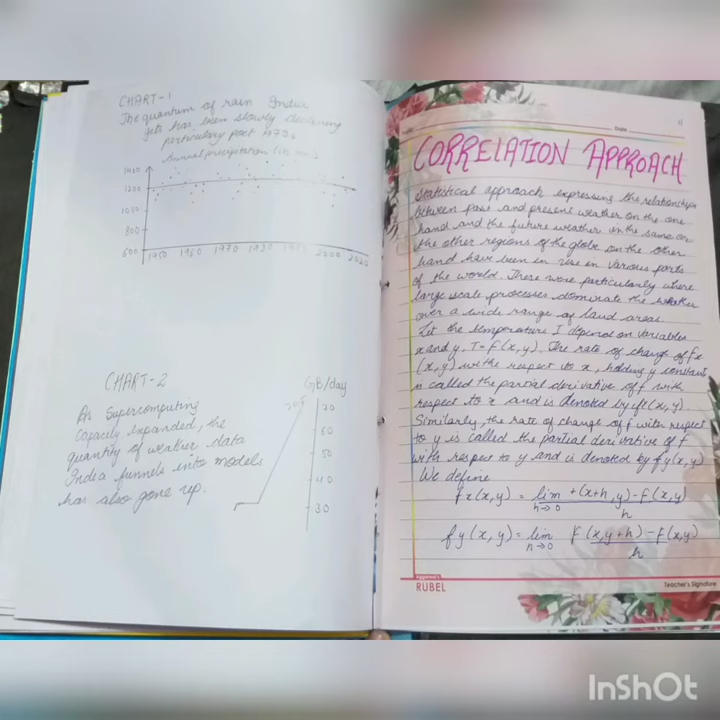 CHART-1
The quantum of rain India
gets has been slowly declining
particulary post 1970s
Annual precipitation (in mm)
1400
1200
1000
800
600
1950 1960 1970 1980 1990 2000 2020
CHART-2
As Supercomputing
Capacity expanded, the
quantity of weather data
India funnels into models
has also gone up.
GB/day
70
60
50
40
30
Date
CORRELATION APPROACH
Statistical approach expressing the relationships
between past and present weather on the one
hand and the future weather in the same or
the other regions of the globe on the other
hand have been in use in various parts
of the world. These were particularly where
large scale processes dominate the weather
over a wide range of land areas.
Let the temperature T depend on variables
x and y, T = f(x,y). The rate of change of f
(x,y) with respect to x, holding y constant
is called the partial derivative of f with
respect to x and is denoted by (x,y).
Similarly, the rate of change of f with respect
to y is called the partial derivative of f
with respect to y and is denoted by fy(x,y)
We define
fx(x,y) = lim h→0 f(x+h,y)-f(x,y) / h
fy(x,y) = lim h→0 F(x,y+h)-f(x,y) / h
RUBEL
Teacher's Signature
InShOt